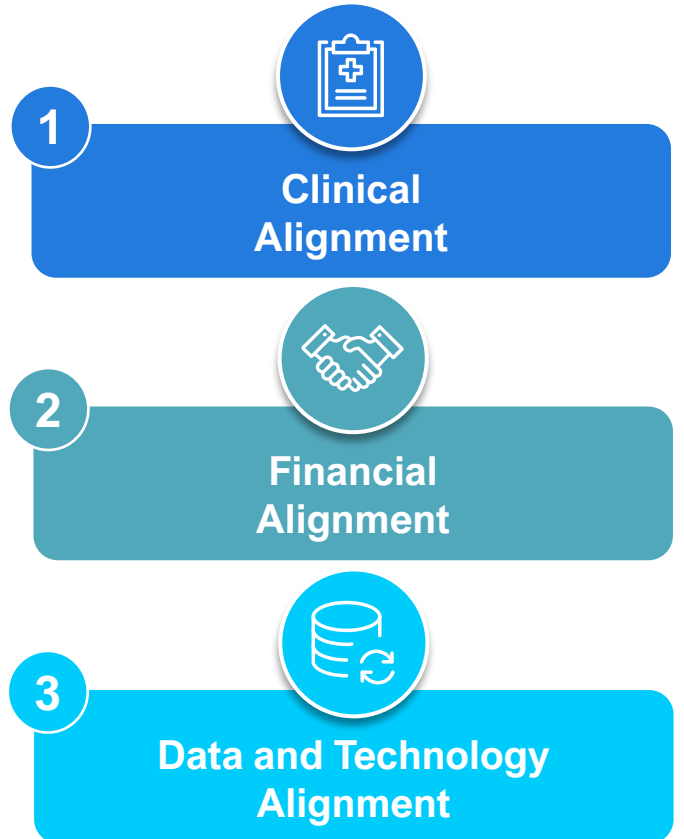 1
Clinical
Alignment
2
Financial
Alignment
3
Data and Technology
Alignment